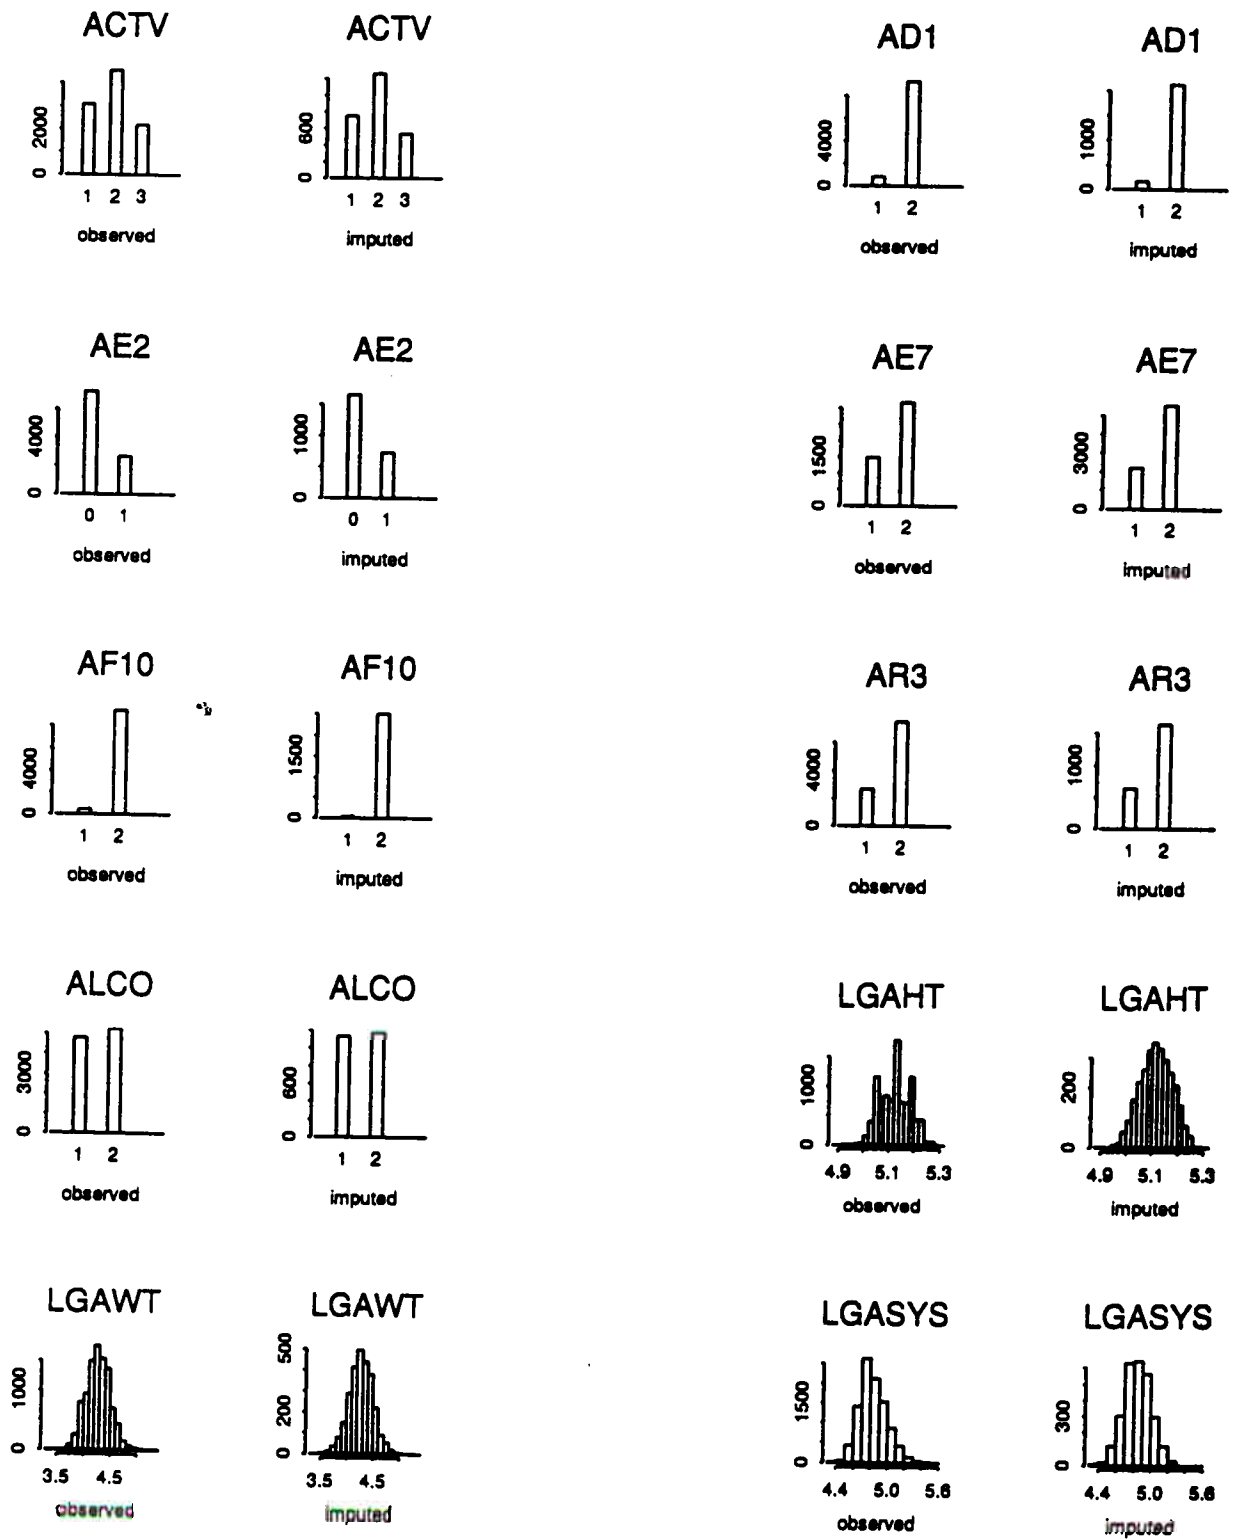 ACTV
2000
0
1 2 3
observed
ACTV
600
0
1 2 3
imputed
AD1
4000
0
1 2
observed
AD1
1000
0
1 2
imputed
AE2
4000
0
0 1
observed
AE2
1000
0
0 1
imputed
AE7
1500
0
1 2
observed
AE7
3000
0
1 2
imputed
AF10
4000
0
1 2
observed
AF10
1500
0
1 2
imputed
AR3
4000
0
1 2
observed
AR3
1000
0
1 2
imputed
ALCO
3000
0
1 2
observed
ALCO
600
0
1 2
imputed
LGAHT
1000
0
4.9 5.1 5.3
observed
LGAHT
200
0
4.9 5.1 5.3
imputed
LGAWT
1000
0
3.5 4.5
observed
LGAWT
500
200
0
3.5 4.5
imputed
LGASYS
1500
0
4.4 5.0 5.6
observed
LGASYS
300
0
4.4 5.0 5.6
imputed